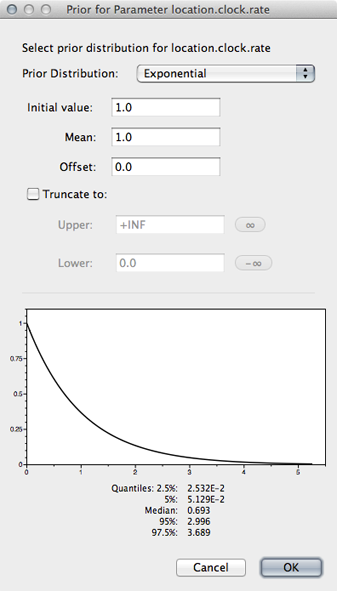 Prior for Parameter location.clock.rate
Select prior distribution for location.clock.rate
Prior Distribution: Exponential
Initial value: 1.0
Mean: 1.0
Offset: 0.0
Truncate to:
Upper: +INF ∞
Lower: 0.0 -∞
1
0.75
0.5
0.25
0
0 1 2 3 4 5
Quantiles: 2.5%: 2.532E-2
5%: 5.129E-2
Median: 0.693
95%: 2.996
97.5%: 3.689
Cancel OK